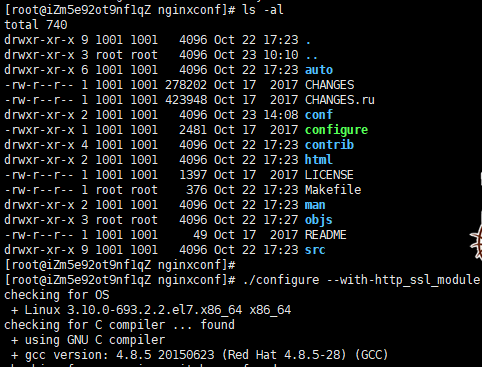 [root@iZm5e92ot9nf1qZ nginxconf]# ls -al
total 740
drwxr-xr-x 9 1001 1001   4096 Oct 22 17:23 .
drwxr-xr-x 3 root root   4096 Oct 23 10:10 ..
drwxr-xr-x 6 1001 1001   4096 Oct 22 17:23 auto
-rw-r--r-- 1 1001 1001 278202 Oct 17  2017 CHANGES
-rw-r--r-- 1 1001 1001 423948 Oct 17  2017 CHANGES.ru
drwxr-xr-x 2 1001 1001   4096 Oct 23 14:08 conf
-rwxr-xr-x 1 1001 1001   2481 Oct 17  2017 configure
drwxr-xr-x 4 1001 1001   4096 Oct 22 17:23 contrib
drwxr-xr-x 2 1001 1001   4096 Oct 22 17:23 html
-rw-r--r-- 1 1001 1001   1397 Oct 17  2017 LICENSE
-rw-r--r-- 1 root root    376 Oct 22 17:23 Makefile
drwxr-xr-x 2 1001 1001   4096 Oct 22 17:23 man
drwxr-xr-x 3 root root   4096 Oct 22 17:27 objs
-rw-r--r-- 1 1001 1001     49 Oct 17  2017 README
drwxr-xr-x 9 1001 1001   4096 Oct 22 17:23 src
[root@iZm5e92ot9nf1qZ nginxconf]#
[root@iZm5e92ot9nf1qZ nginxconf]# ./configure --with-http_ssl_module
checking for OS
 + Linux 3.10.0-693.2.2.el7.x86_64 x86_64
checking for C compiler ... found
 + using GNU C compiler
 + gcc version: 4.8.5 20150623 (Red Hat 4.8.5-28) (GCC)